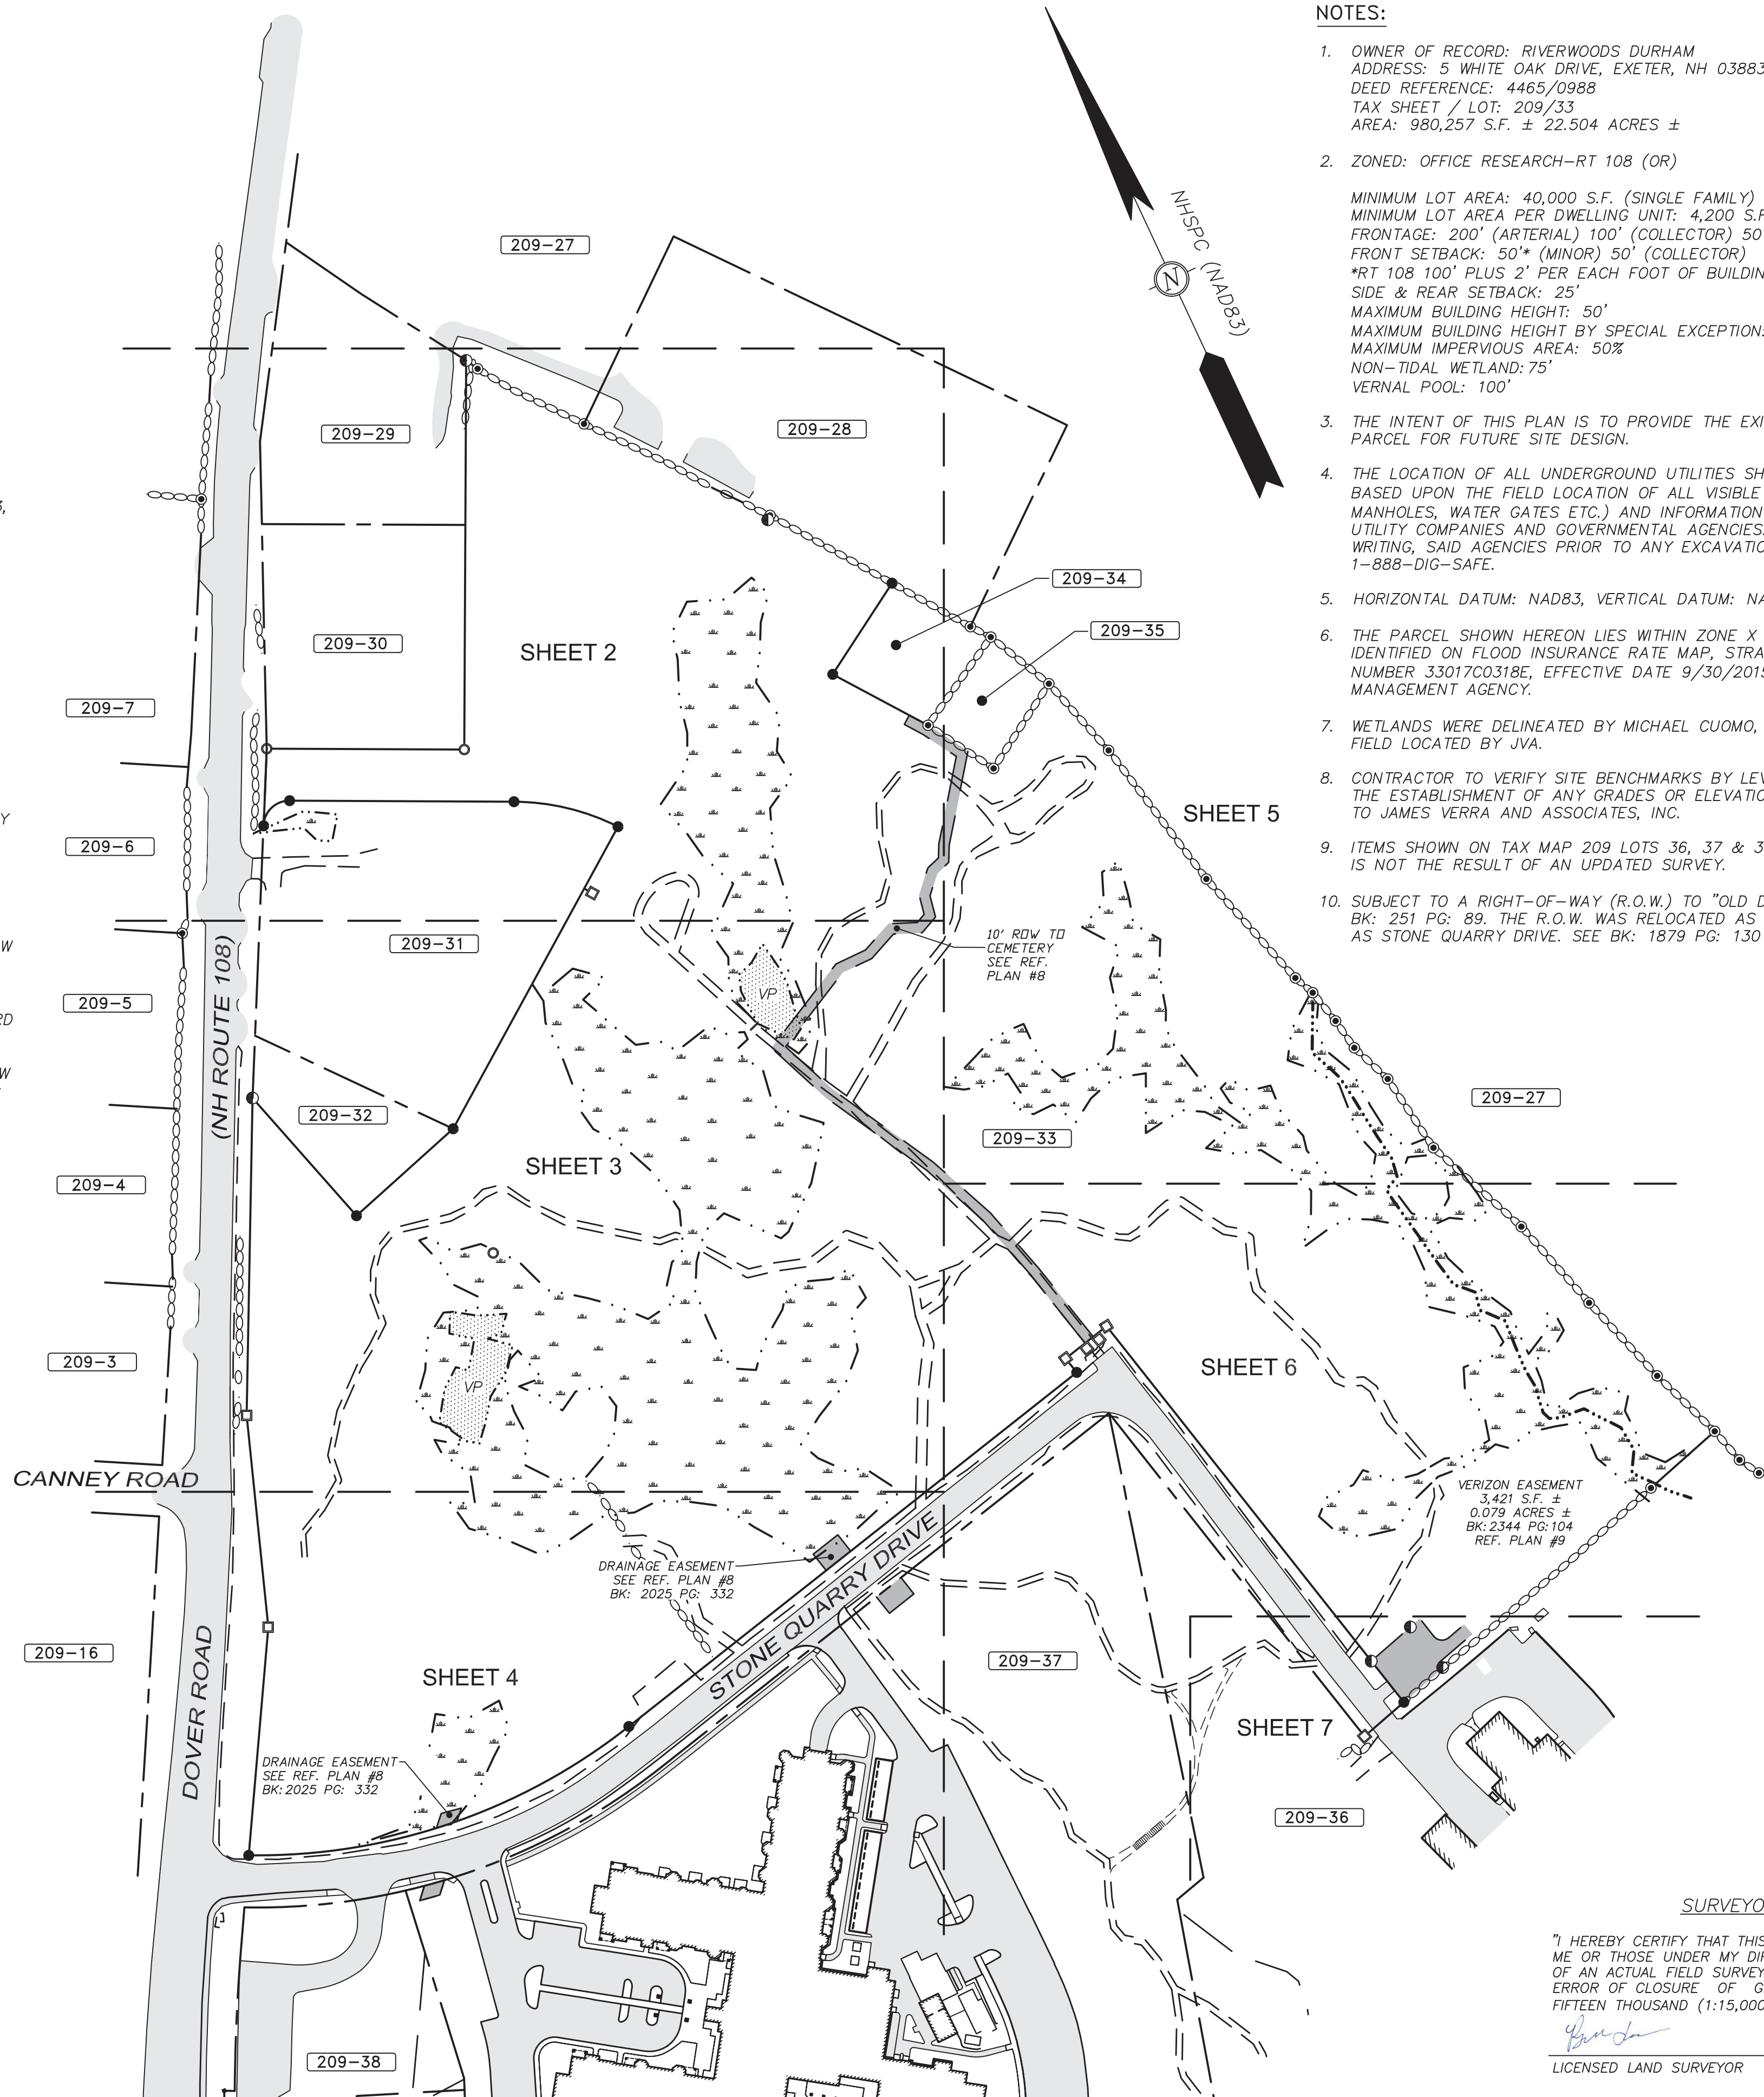 NOTES:
1. OWNER OF RECORD: RIVERWOODS DURHAM
ADDRESS: 5 WHITE OAK DRIVE, EXETER, NH 03883
DEED REFERENCE: 4465/0988
TAX SHEET / LOT: 209/33
AREA: 980,257 S.F. ± 22.504 ACRES ±
2. ZONED: OFFICE RESEARCH-RT 108 (OR)
MINIMUM LOT AREA: 40,000 S.F. (SINGLE FAMILY)
MINIMUM LOT AREA PER DWELLING UNIT: 4,200 S.F
FRONTAGE: 200' (ARTERIAL) 100' (COLLECTOR) 50
FRONT SETBACK: 50'* (MINOR) 50' (COLLECTOR)
*RT 108 100' PLUS 2' PER EACH FOOT OF BUILDIN
SIDE & REAR SETBACK: 25'
MAXIMUM BUILDING HEIGHT: 50'
MAXIMUM BUILDING HEIGHT BY SPECIAL EXCEPTION:
MAXIMUM IMPERVIOUS AREA: 50%
NON-TIDAL WETLAND: 75'
VERNAL POOL: 100'
3. THE INTENT OF THIS PLAN IS TO PROVIDE THE EXI
PARCEL FOR FUTURE SITE DESIGN.
4. THE LOCATION OF ALL UNDERGROUND UTILITIES SH
BASED UPON THE FIELD LOCATION OF ALL VISIBLE
MANHOLES, WATER GATES ETC.) AND INFORMATION
UTILITY COMPANIES AND GOVERNMENTAL AGENCIES.
WRITING, SAID AGENCIES PRIOR TO ANY EXCAVATIO
1-888-DIG-SAFE.
5. HORIZONTAL DATUM: NAD83, VERTICAL DATUM: NA
6. THE PARCEL SHOWN HEREON LIES WITHIN ZONE X
IDENTIFIED ON FLOOD INSURANCE RATE MAP, STRA
NUMBER 33017C0318E, EFFECTIVE DATE 9/30/2015
MANAGEMENT AGENCY.
7. WETLANDS WERE DELINEATED BY MICHAEL CUOMO,
FIELD LOCATED BY JVA.
8. CONTRACTOR TO VERIFY SITE BENCHMARKS BY LEV
THE ESTABLISHMENT OF ANY GRADES OR ELEVATIO
TO JAMES VERRA AND ASSOCIATES, INC.
9. ITEMS SHOWN ON TAX MAP 209 LOTS 36, 37 & 3
IS NOT THE RESULT OF AN UPDATED SURVEY.
10. SUBJECT TO A RIGHT-OF-WAY (R.O.W.) TO "OLD D
BK: 251 PG: 89. THE R.O.W. WAS RELOCATED AS
AS STONE QUARRY DRIVE. SEE BK: 1879 PG: 130
NHSPC (NAD83)
N
209-27
209-29
209-28
3,
209-34
209-35
209-30
SHEET 2
209-7
SHEET 5
Y
209-6
209-31
W
10' ROW TO
CEMETERY
SEE REF.
PLAN #8
VP
209-5
RD
(NH ROUTE 108)
W
209-32
209-27
209-33
SHEET 3
209-4
209-3
VP
SHEET 6
CANNEY ROAD
VERIZON EASEMENT
3,421 S.F. ±
0.079 ACRES ±
BK: 2344 PG: 104
REF. PLAN #9
DRAINAGE EASEMENT
SEE REF. PLAN #8
BK: 2025 PG: 332
STONE QUARRY DRIVE
209-16
209-37
SHEET 4
DOVER ROAD
SHEET 7
DRAINAGE EASEMENT
SEE REF. PLAN #8
BK: 2025 PG: 332
209-36
209-38
SURVEYO
"I HEREBY CERTIFY THAT THIS
ME OR THOSE UNDER MY DIR
OF AN ACTUAL FIELD SURVEY
ERROR OF CLOSURE OF G
FIFTEEN THOUSAND (1:15,000
LICENSED LAND SURVEYOR